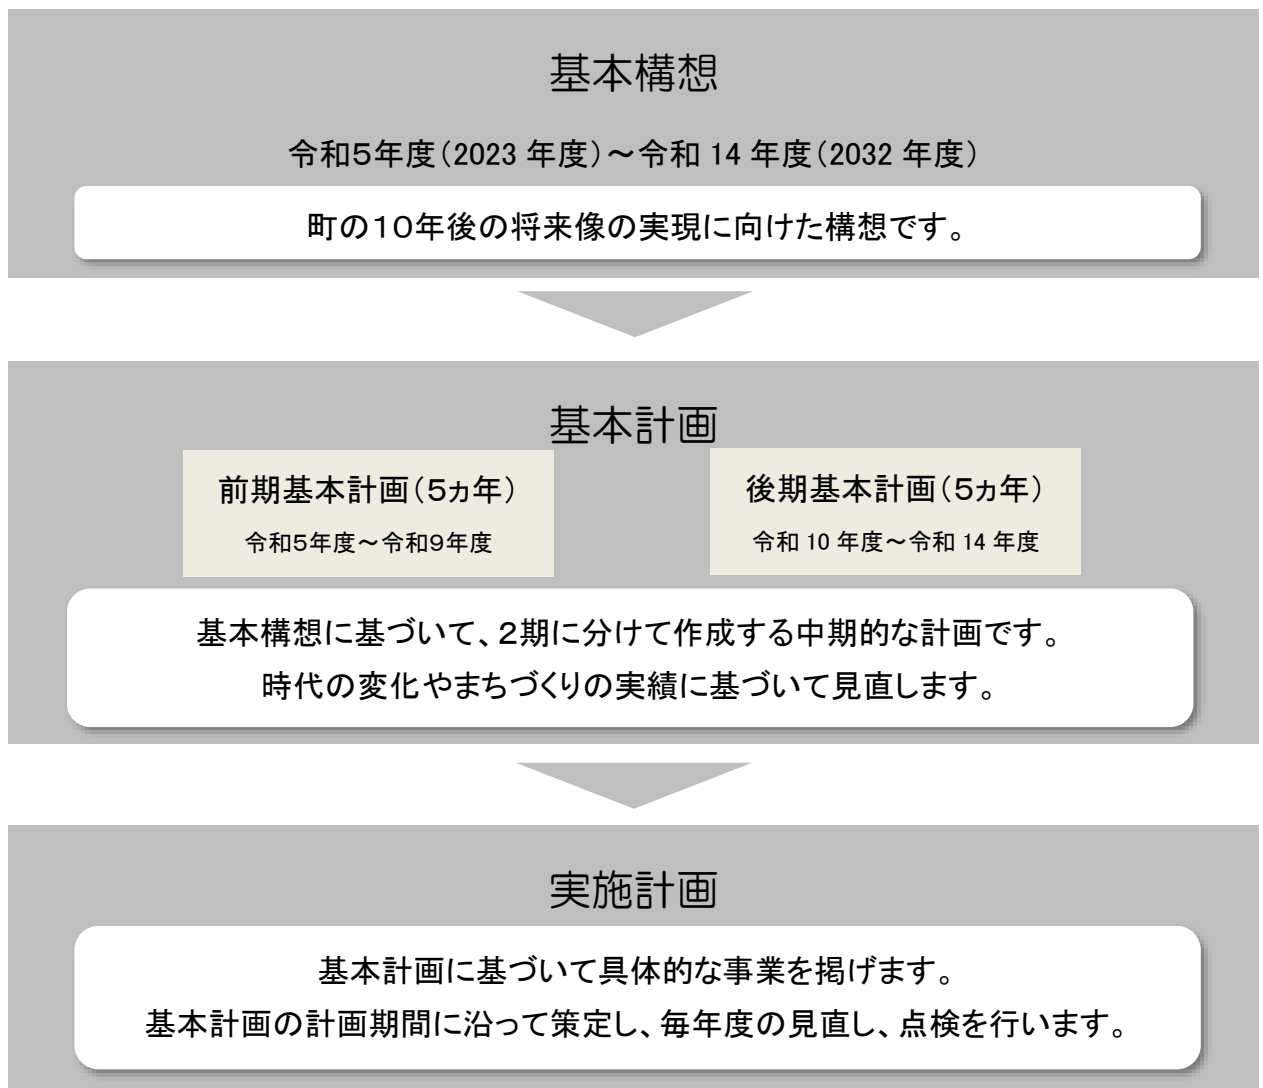 基本構想
令和5年度（2023 年度）～令和 14 年度（2032 年度）
町の10年後の将来像の実現に向けた構想です。
基本計画
前期基本計画（5ヵ年）
令和5年度～令和9年度
後期基本計画（5ヵ年）
令和 10 年度～令和 14 年度
基本構想に基づいて、2期に分けて作成する中期的な計画です。
時代の変化やまちづくりの実績に基づいて見直します。
実施計画
基本計画に基づいて具体的な事業を掲げます。
基本計画の計画期間に沿って策定し、毎年度の見直し、点検を行います。